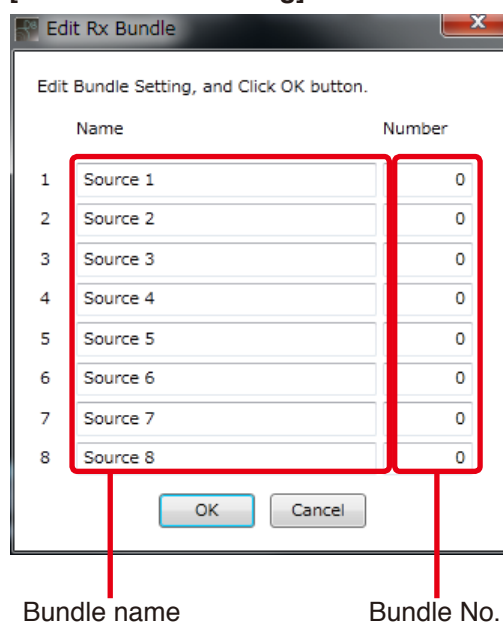 Edit Rx Bundle
Edit Bundle Setting, and Click OK button.
Name Number
1 Source 1 0
2 Source 2 0
3 Source 3 0
4 Source 4 0
5 Source 5 0
6 Source 6 0
7 Source 7 0
8 Source 8 0
OK Cancel
Bundle name Bundle No.